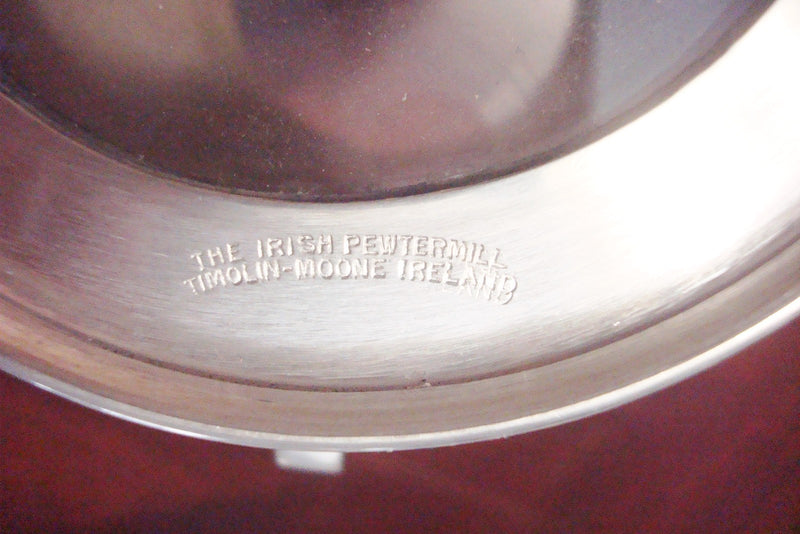 THE IRISH PEWTERMILL
TIMOLIN-MOONE IRELAND